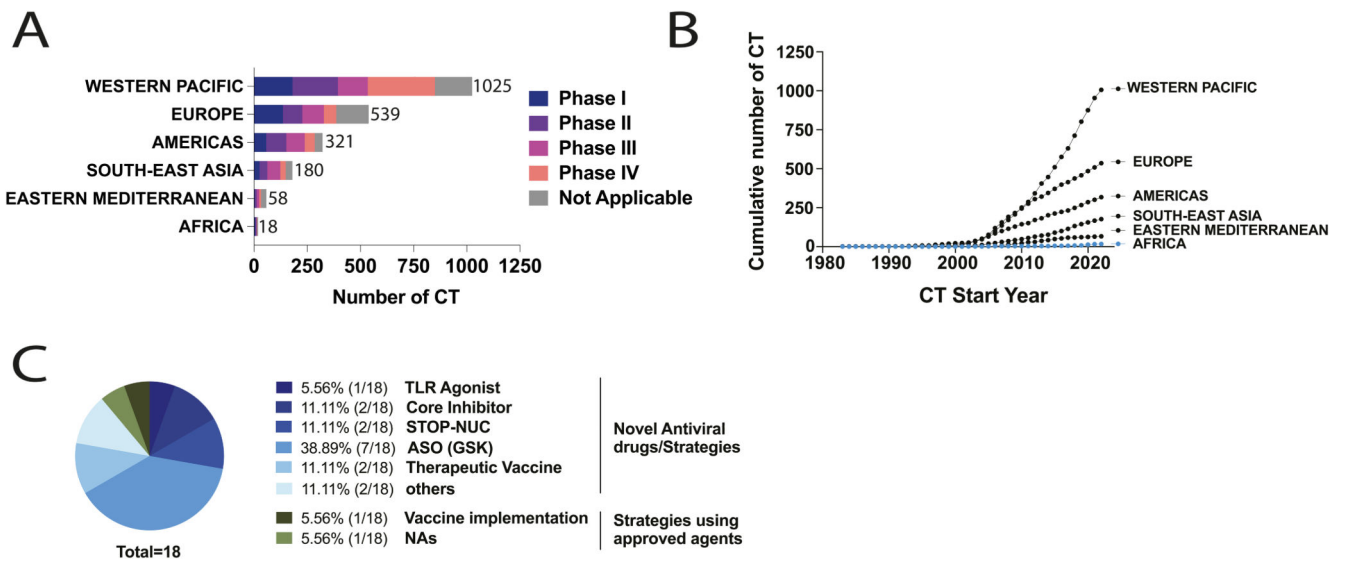 A
WESTERN PACIFIC
1025
EUROPE
539
AMERICAS
321
SOUTH-EAST ASIA
180
EASTERN MEDITERRANEAN
58
AFRICA
18
0 250 500 750 1000 1250
Number of CT
Phase I
Phase II
Phase III
Phase IV
Not Applicable
B
Cumulative number of CT
1250
1000
750
500
250
0
1980 1990 2000 2010 2020
CT Start Year
WESTERN PACIFIC
EUROPE
AMERICAS
SOUTH-EAST ASIA
EASTERN MEDITERRANEAN
AFRICA
C
Total=18
5.56% (1/18) TLR Agonist
11.11% (2/18) Core Inhibitor
11.11% (2/18) STOP-NUC
38.89% (7/18) ASO (GSK)
11.11% (2/18) Therapeutic Vaccine
11.11% (2/18) others
Novel Antiviral
drugs/Strategies
5.56% (1/18) Vaccine implementation
5.56% (1/18) NAs
Strategies using
approved agents